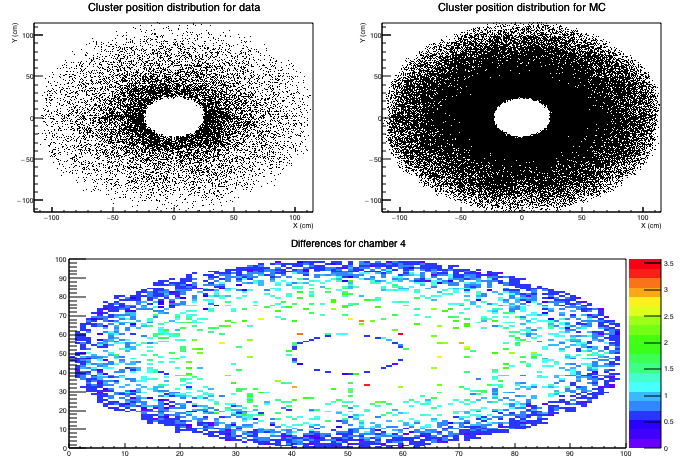 Cluster position distribution for data
Cluster position distribution for MC
Y (cm)
100
50
0
−50
−100
−100 −50 0 50 100
X (cm)
Y (cm)
100
50
0
−50
−100
−100 −50 0 50 100
X (cm)
Differences for chamber 4
100
90
80
70
60
50
40
30
20
10
0
0 10 20 30 40 50 60 70 80 90 100
3.5
3
2.5
2
1.5
1
0.5
0